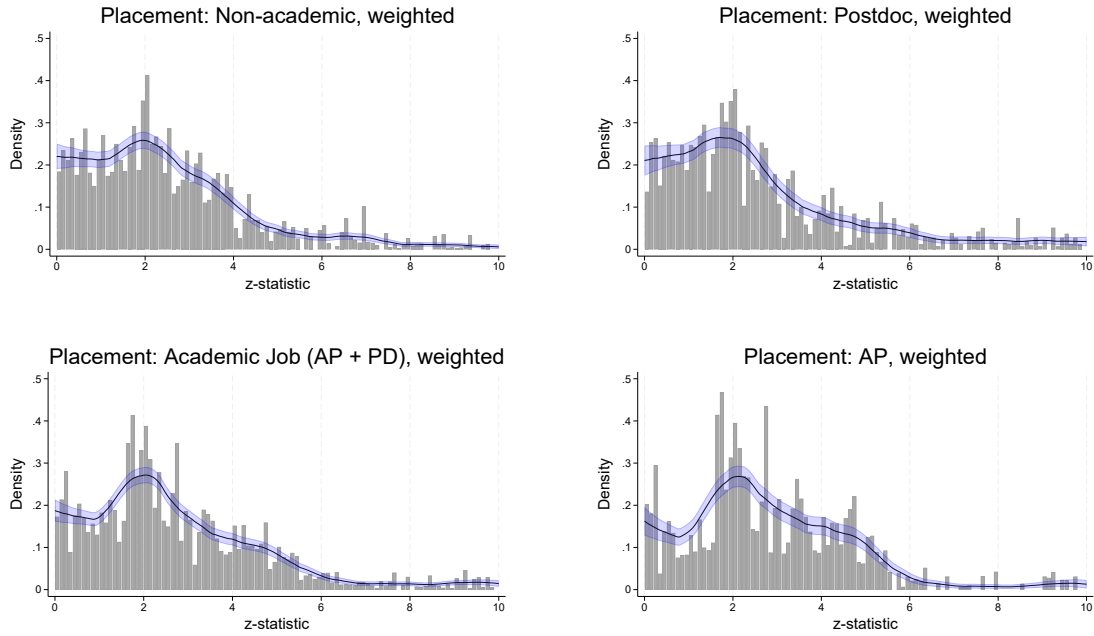 Placement: Non-academic, weighted
.5
.4
.3
.2
.1
0
Density
0 2 4 6 8 10
z-statistic
Placement: Postdoc, weighted
.5
.4
.3
.2
.1
0
Density
0 2 4 6 8 10
z-statistic
Placement: Academic Job (AP + PD), weighted
.5
.4
.3
.2
.1
0
Density
0 2 4 6 8 10
z-statistic
Placement: AP, weighted
.5
.4
.3
.2
.1
0
Density
0 2 4 6 8 10
z-statistic